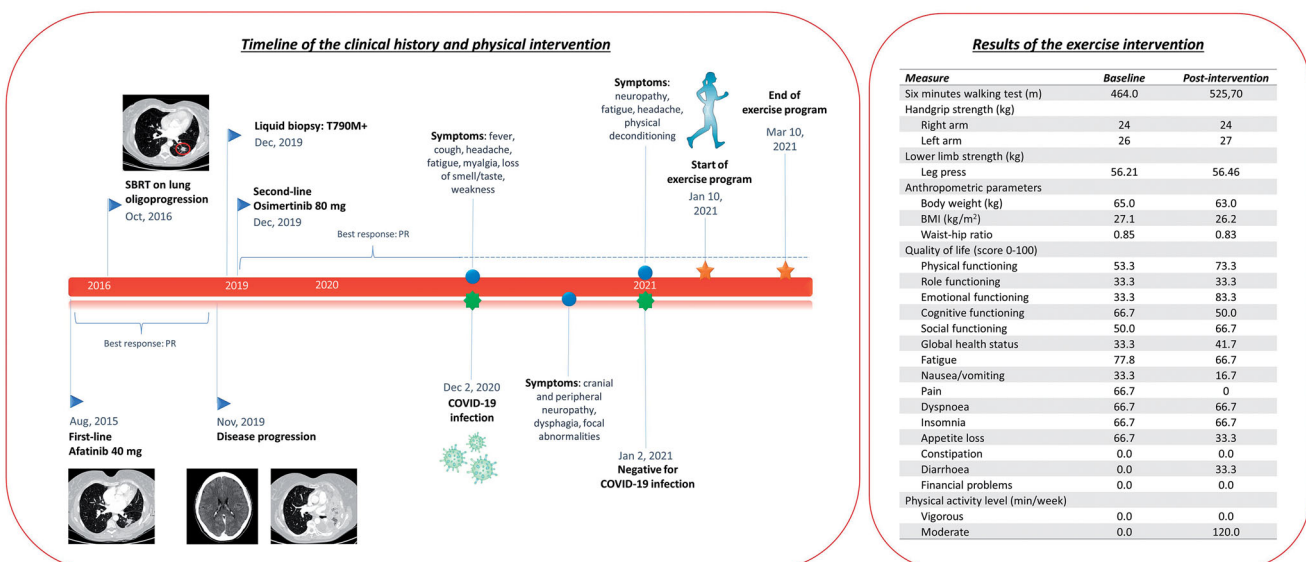 Timeline of the clinical history and physical intervention
SBRT on lung
oligoprogression
Oct, 2016
Liquid biopsy: T790M+
Dec, 2019
Second-line
Osimertinib 80 mg
Dec, 2019
Best response: PR
Symptoms: fever,
cough, headache,
fatigue, myalgia, loss
of smell/taste,
weakness
Symptoms:
neuropathy,
fatigue, headache,
physical
deconditioning
Start of
exercise program
Jan 10,
2021
End of
exercise program
Mar 10,
2021
2016
2019
2020
2021
Best response: PR
Aug, 2015
First-line
Afatinib 40 mg
Nov, 2019
Disease progression
Dec 2, 2020
COVID-19
infection
Symptoms: cranial
and peripheral
neuropathy,
dysphagia, focal
abnormalities
Jan 2, 2021
Negative for
COVID-19 infection
Results of the exercise intervention
Measure Baseline Post-intervention
Six minutes walking test (m) 464.0 525,70
Handgrip strength (kg)
Right arm 24 24
Left arm 26 27
Lower limb strength (kg)
Leg press 56.21 56.46
Anthropometric parameters
Body weight (kg) 65.0 63.0
BMI (kg/m²) 27.1 26.2
Waist-hip ratio 0.85 0.83
Quality of life (score 0-100)
Physical functioning 53.3 73.3
Role functioning 33.3 33.3
Emotional functioning 33.3 83.3
Cognitive functioning 66.7 50.0
Social functioning 50.0 66.7
Global health status 33.3 41.7
Fatigue 77.8 66.7
Nausea/vomiting 33.3 16.7
Pain 66.7 0
Dyspnoea 66.7 66.7
Insomnia 66.7 66.7
Appetite loss 66.7 33.3
Constipation 0.0 0.0
Diarrhoea 0.0 33.3
Financial problems 0.0 0.0
Physical activity level (min/week)
Vigorous 0.0 0.0
Moderate 0.0 120.0